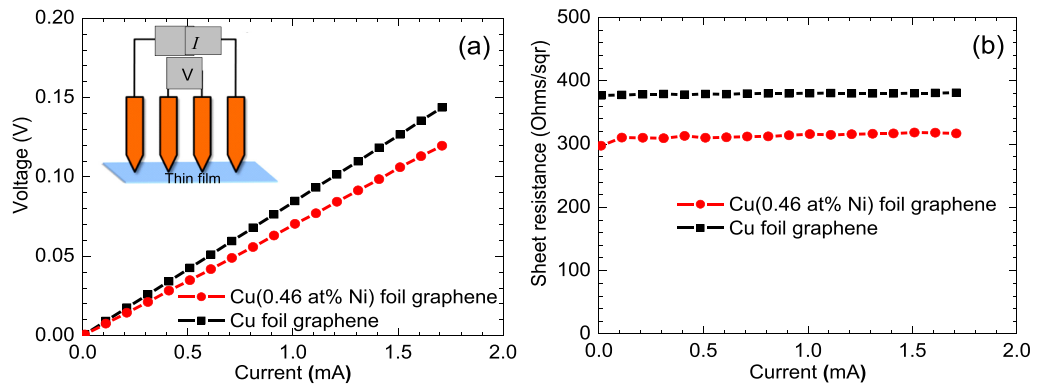 0.20
0.15
0.10
0.05
0.00
Voltage (V)
(a)
I
V
Thin film
Cu(0.46 at% Ni) foil graphene
Cu foil graphene
0.0 0.5 1.0 1.5 2.0
Current (mA)
500
400
300
200
100
0
Sheet resistance (Ohms/sqr)
(b)
Cu(0.46 at% Ni) foil graphene
Cu foil graphene
0.0 0.5 1.0 1.5 2.0
Current (mA)